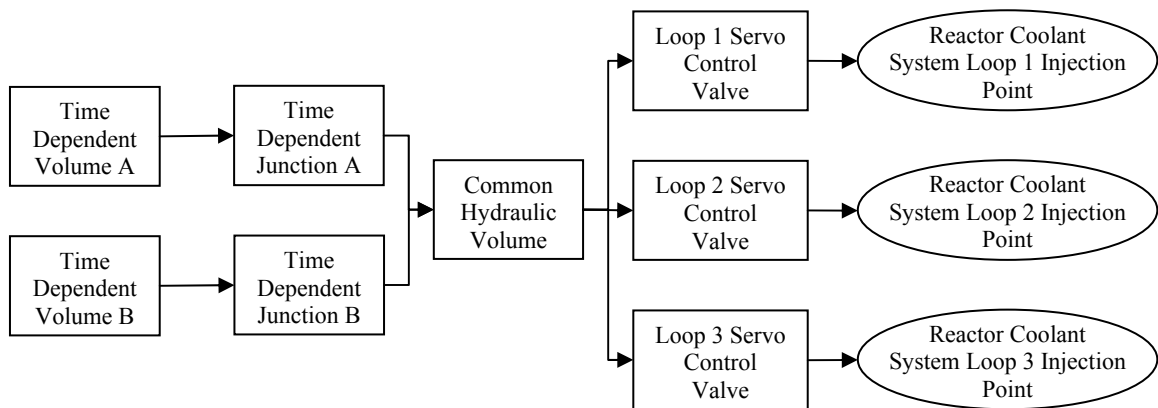 Time
Dependent
Volume A
Time
Dependent
Junction A
Time
Dependent
Volume B
Time
Dependent
Junction B
Common
Hydraulic
Volume
Loop 1 Servo
Control
Valve
Reactor Coolant
System Loop 1 Injection
Point
Loop 2 Servo
Control
Valve
Reactor Coolant
System Loop 2 Injection
Point
Loop 3 Servo
Control
Valve
Reactor Coolant
System Loop 3 Injection
Point